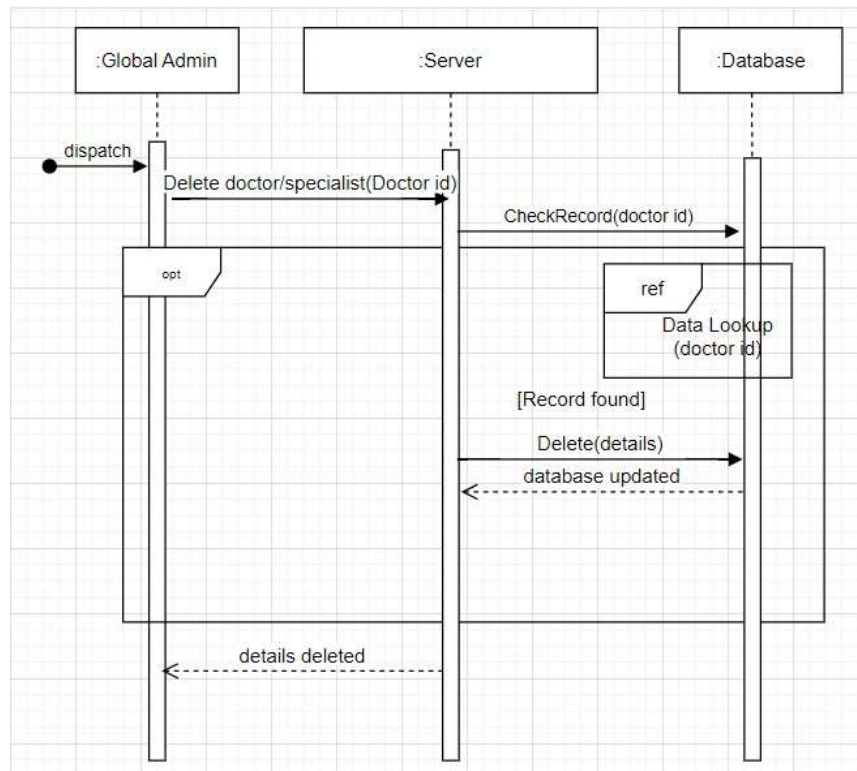 :Global Admin
:Server
:Database
dispatch
Delete doctor/specialist(Doctor id)
CheckRecord(doctor id)
opt
ref
Data Lookup
(doctor id)
[Record found]
Delete(details)
database updated
details deleted